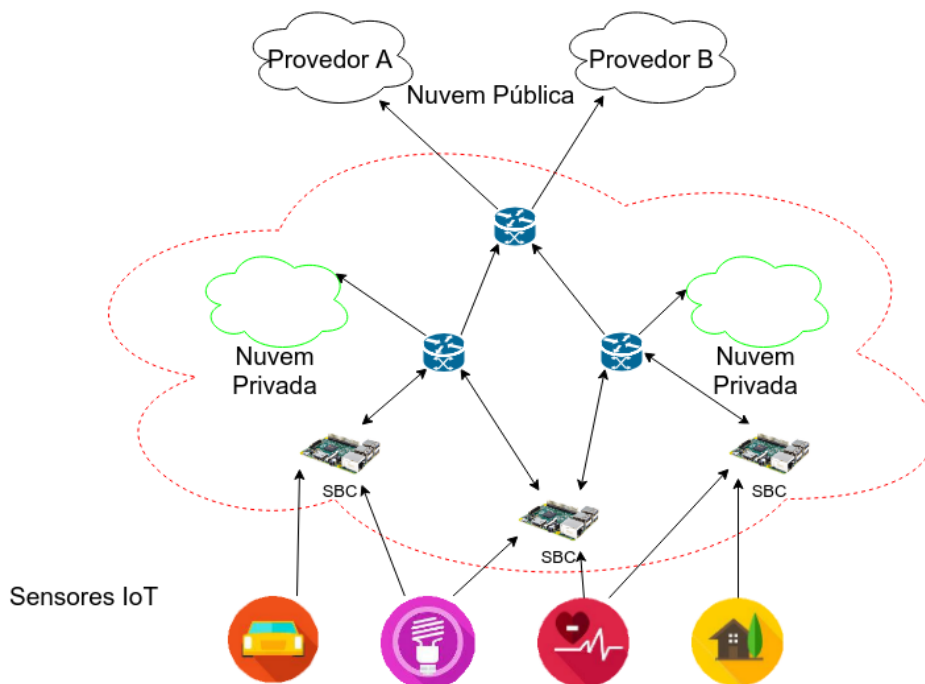 Provedor A
Provedor B
Nuvem Pública
Nuvem
Privada
Nuvem
Privada
SBC
SBC
SBC
Sensores IoT